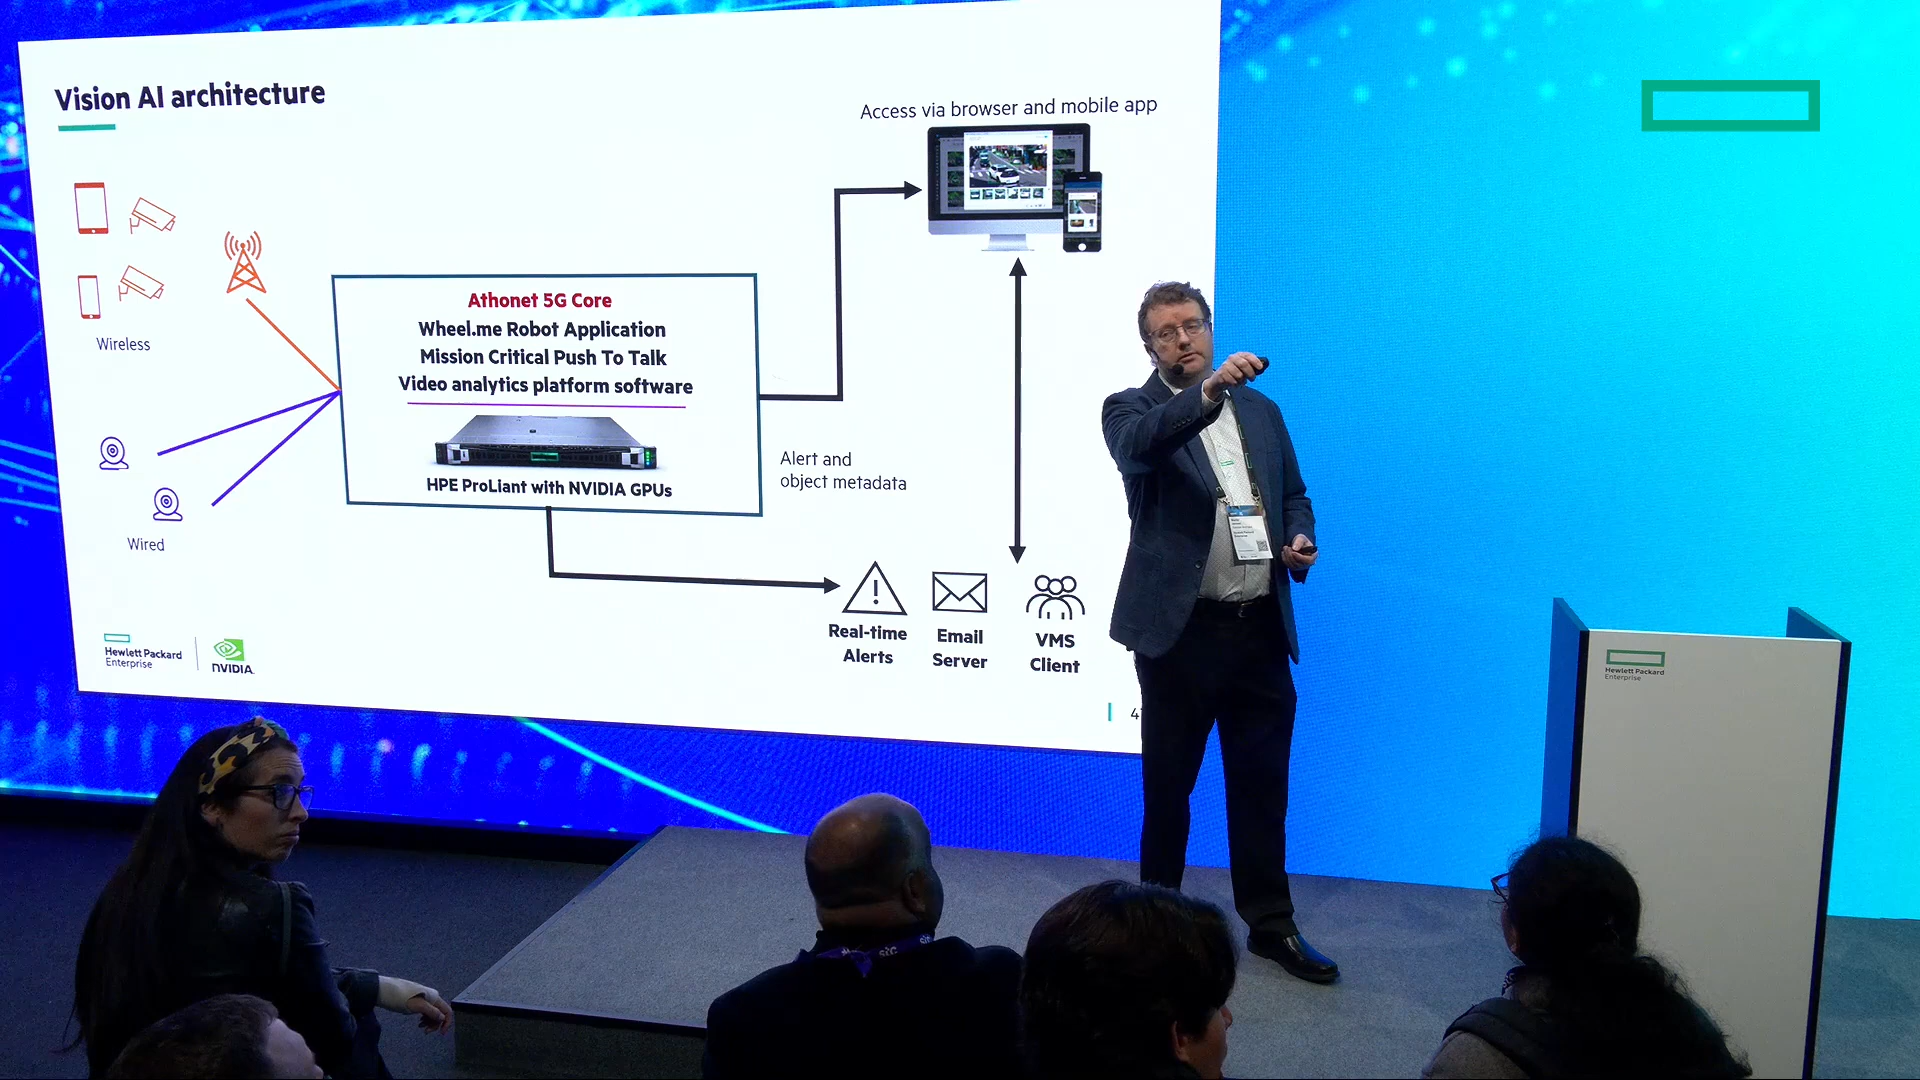 Vision AI architecture
Access via browser and mobile app
Wireless
Athonet 5G Core
Wheel.me Robot Application
Mission Critical Push To Talk
Video analytics platform software
HPE ProLiant with NVIDIA GPUs
Alert and
object metadata
Wired
Real-time
Alerts
Email
Server
VMS
Client
Hewlett Packard
Enterprise
NVIDIA
Hewlett Packard
Enterprise
stc